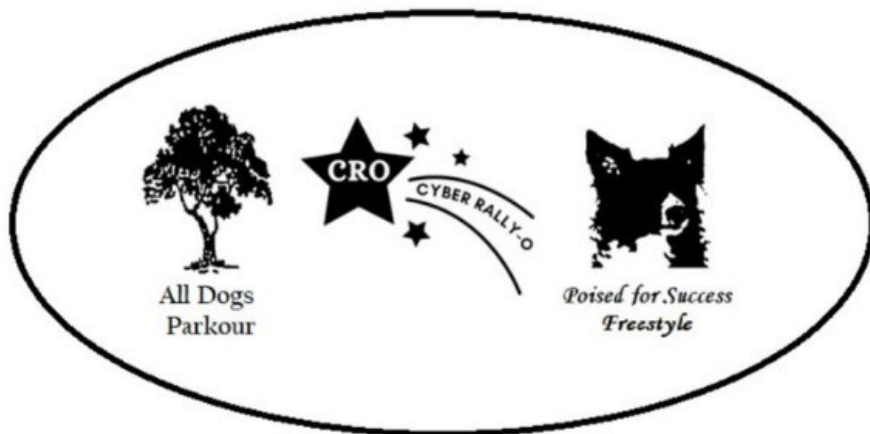 All Dogs
Parkour
CRO
CYBER RALLY-O
Poised for Success
Freestyle